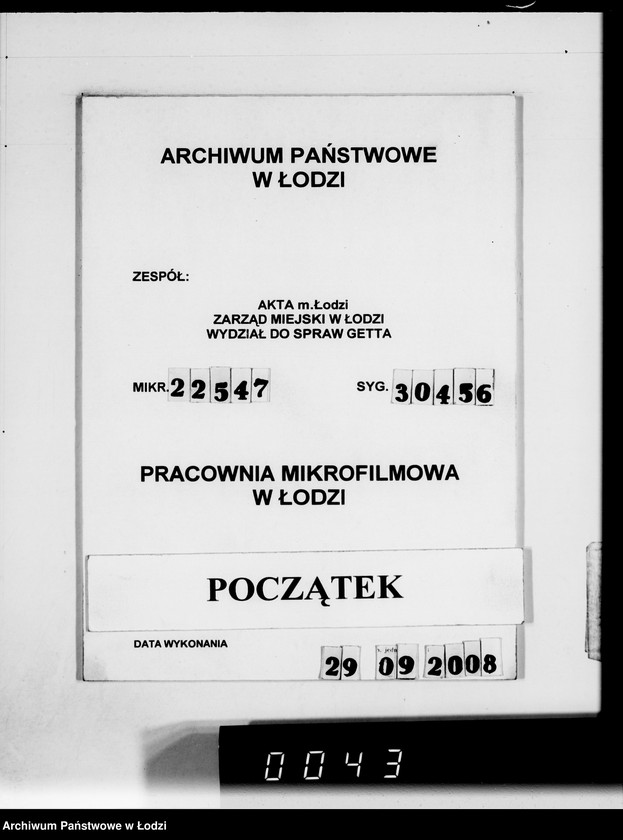 ARCHIWUM PAŃSTWOWE
W ŁODZI
ZESPÓŁ:
AKTA m.Łodzi
ZARZĄD MIEJSKI W ŁODZI
WYDZIAŁ DO SPRAW GETTA
MIKR. 22547 SYG. 30456
PRACOWNIA MIKROFILMOWA
W ŁODZI
POCZĄTEK
DATA WYKONANIA
29 09 2008
0043
Archiwum Państwowe w Łodzi